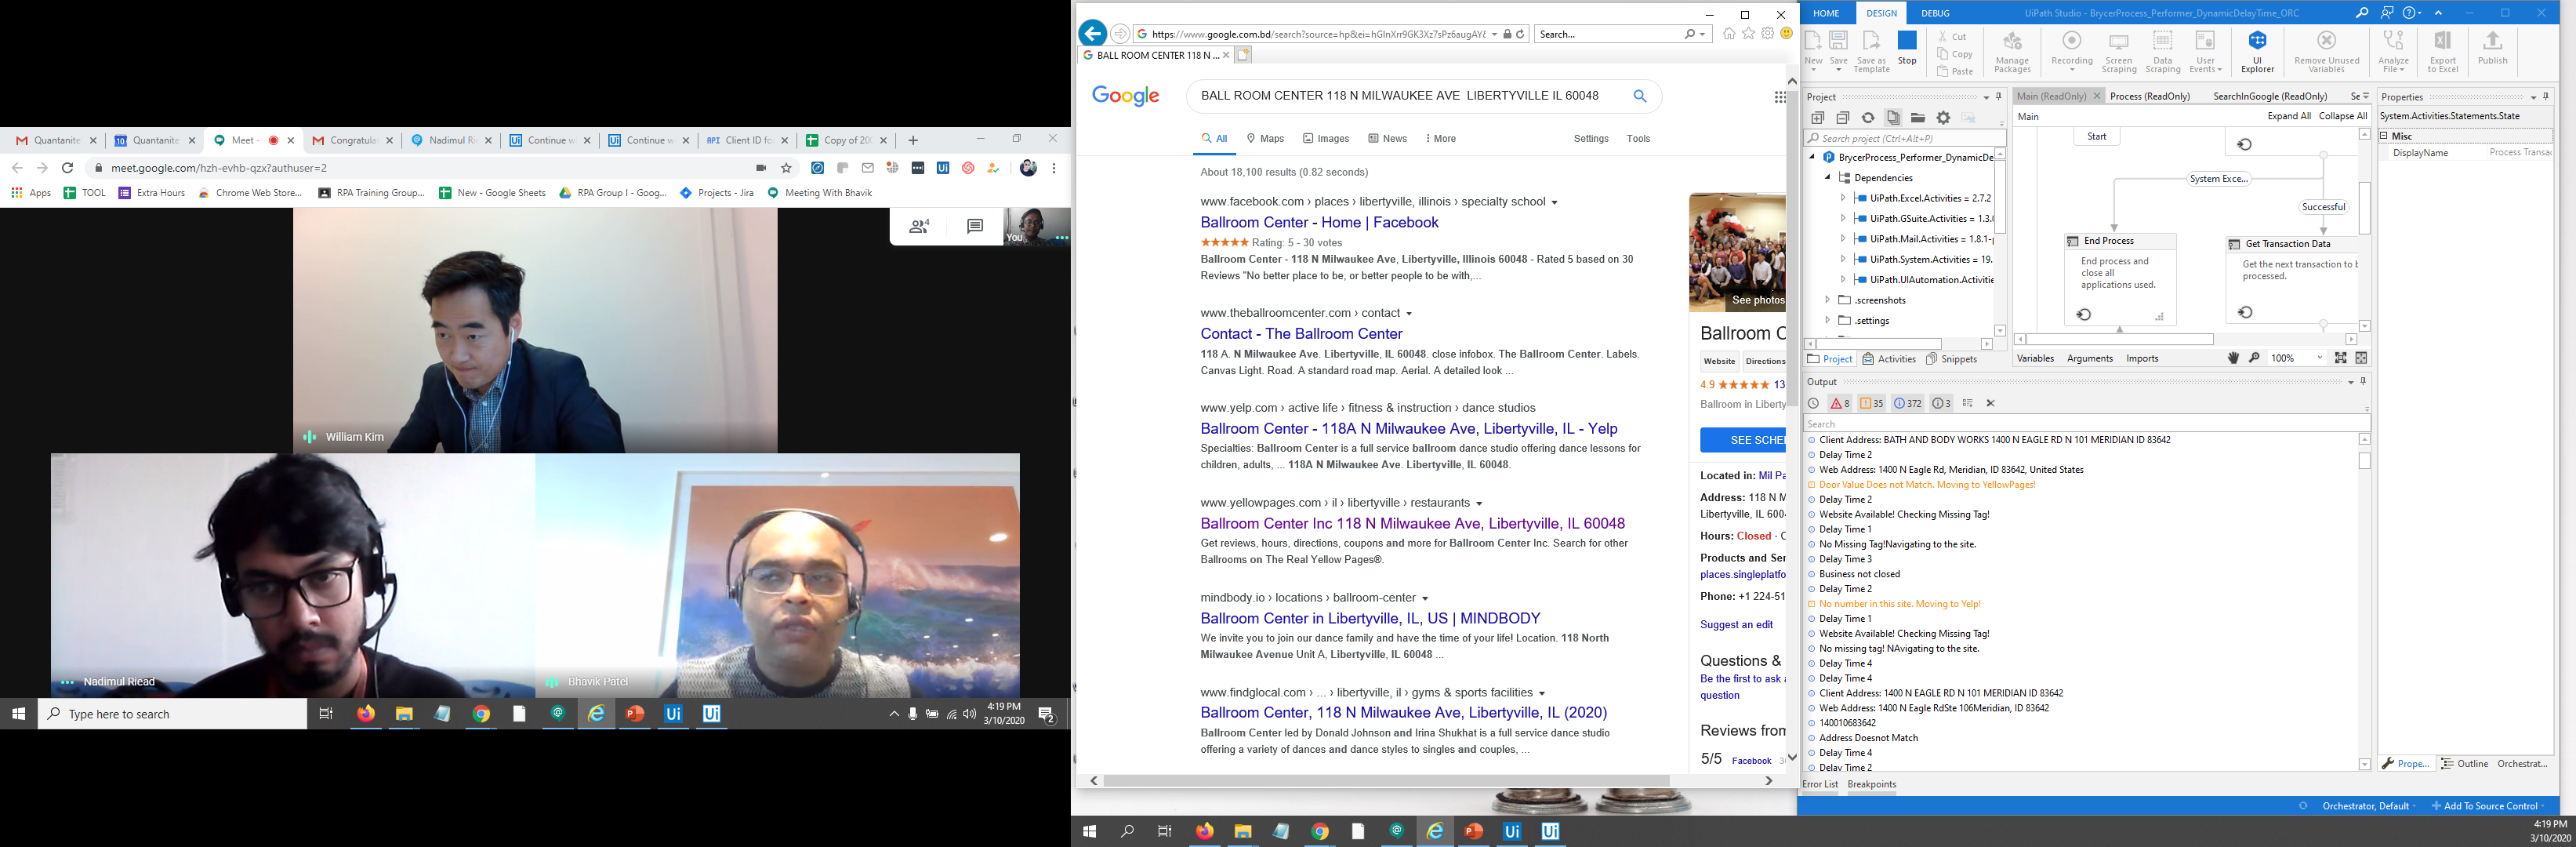 Quantanite
Quantanite
Meet -
Congratula
Nadimul Ri
Continue w
Continue w
Client ID fo
Copy of 20
meet.google.com/hzh-evhb-qzx?authuser=2
Apps
TOOL
Extra Hours
Chrome Web Store...
RPA Training Group...
New - Google Sheets
RPA Group I - Goog...
Projects - Jira
Meeting With Bhavik
4
You
William Kim
Nadimul Riead
Bhavik Patel
Type here to search
4:19 PM
3/10/2020
2
https://www.google.com.bd/search?source=hp&ei=hGlnXrr9GK3Xz7sPz6augAY&
Search...
BALL ROOM CENTER 118 N ...
Google
BALL ROOM CENTER 118 N MILWAUKEE AVE LIBERTYVILLE IL 60048
All
Maps
Images
News
More
Settings
Tools
About 18,100 results (0.82 seconds)
www.facebook.com › places › libertyville, illinois › specialty school
Ballroom Center - Home | Facebook
Rating: 5 - 30 votes
Ballroom Center - 118 N Milwaukee Ave, Libertyville, Illinois 60048 - Rated 5 based on 30
Reviews "No better place to be, or better people to be with,...
www.theballroomcenter.com › contact
Contact - The Ballroom Center
118 A. N Milwaukee Ave. Libertyville, IL 60048. close infobox. The Ballroom Center. Labels.
Canvas Light. Road. A standard road map. Aerial. A detailed look ...
www.yelp.com › active life › fitness & instruction › dance studios
Ballroom Center - 118A N Milwaukee Ave, Libertyville, IL - Yelp
Specialties: Ballroom Center is a full service ballroom dance studio offering dance lessons for
children, adults, ... 118A N Milwaukee Ave. Libertyville, IL 60048.
www.yellowpages.com › il › libertyville › restaurants
Ballroom Center Inc 118 N Milwaukee Ave, Libertyville, IL 60048
Get reviews, hours, directions, coupons and more for Ballroom Center Inc. Search for other
Ballrooms on The Real Yellow Pages®.
mindbody.io › locations › ballroom-center
Ballroom Center in Libertyville, IL, US | MINDBODY
We invite you to join our dance family and have the time of your life! Location. 118 North
Milwaukee Avenue Unit A, Libertyville, IL 60048 ...
www.findglocal.com › ... › libertyville, il › gyms & sports facilities
Ballroom Center, 118 N Milwaukee Ave, Libertyville, IL (2020)
Ballroom Center led by Donald Johnson and Irina Shukhat is a full service dance studio
offering a variety of dances and dance styles to singles and couples, ...
See photos
Ballroom C
Website
Directions
4.9 ★★★★★ 13
Ballroom in Liberty
SEE SCHE
Located in: Mil Pa
Address: 118 N M
Libertyville, IL 600
Hours: Closed · O
Products and Ser
places.singleplatfo
Phone: +1 224-51
Suggest an edit
Questions &
Be the first to ask a
question
Reviews from
5/5 Facebook
HOME
DESIGN
DEBUG
UiPath Studio - BrycerProcess_Performer_DynamicDelayTime_ORC
New
Save
Save as Template
Stop
Cut
Copy
Paste
Manage Packages
Recording
Screen Scraping
Data Scraping
User Events
UI Explorer
Remove Unused Variables
Analyze File
Export to Excel
Publish
Project
Search project (Ctrl+Alt+P)
BrycerProcess_Performer_DynamicDe
Dependencies
UiPath.Excel.Activities = 2.7.2
UiPath.GSuite.Activities = 1.3.
UiPath.Mail.Activities = 1.8.1-
UiPath.System.Activities = 19.
UiPath.UIAutomation.Activitie
.screenshots
.settings
Project
Activities
Snippets
Main (ReadOnly)
Process (ReadOnly)
SearchInGoogle (ReadOnly)
Se
Main
Expand All
Collapse All
Start
System Exce...
Successful
End Process
End process and
close all
applications used.
Get Transaction Data
Get the next transaction to b
processed.
Variables
Arguments
Imports
100%
Properties
System.Activities.Statements.State
Misc
DisplayName
Process Transac
Output
8
35
372
3
Search
Client Address: BATH AND BODY WORKS 1400 N EAGLE RD N 101 MERIDIAN ID 83642
Delay Time 2
Web Address: 1400 N Eagle Rd, Meridian, ID 83642, United States
Door Value Does not Match. Moving to YellowPages!
Delay Time 2
Website Available! Checking Missing Tag!
Delay Time 1
No Missing Tag!Navigating to the site.
Delay Time 3
Business not closed
Delay Time 2
No number in this site. Moving to Yelp!
Delay Time 1
Website Available! Checking Missing Tag!
No missing tag! NAvigating to the site.
Delay Time 4
Delay Time 4
Client Address: 1400 N EAGLE RD N 101 MERIDIAN ID 83642
Web Address: 1400 N Eagle RdSte 106Meridian, ID 83642
140010683642
Address Doesnot Match
Delay Time 4
Delay Time 2
Error List
Breakpoints
Prope...
Outline
Orchestrat...
Orchestrator, Default
Add To Source Control
4:19 PM
3/10/2020